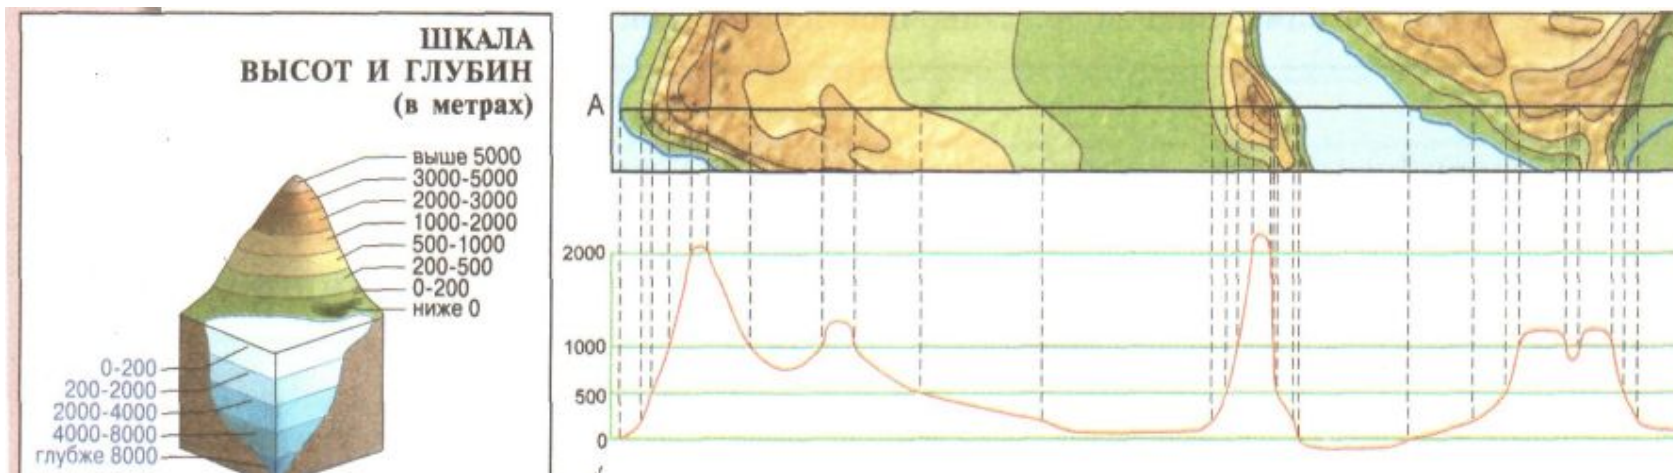 ШКАЛА
ВЫСОТ И ГЛУБИН
(в метрах)
выше 5000
3000-5000
2000-3000
1000-2000
500-1000
200-500
0-200
ниже 0
0-200
200-2000
2000-4000
4000-8000
глубже 8000
А
2000
1000
500
0